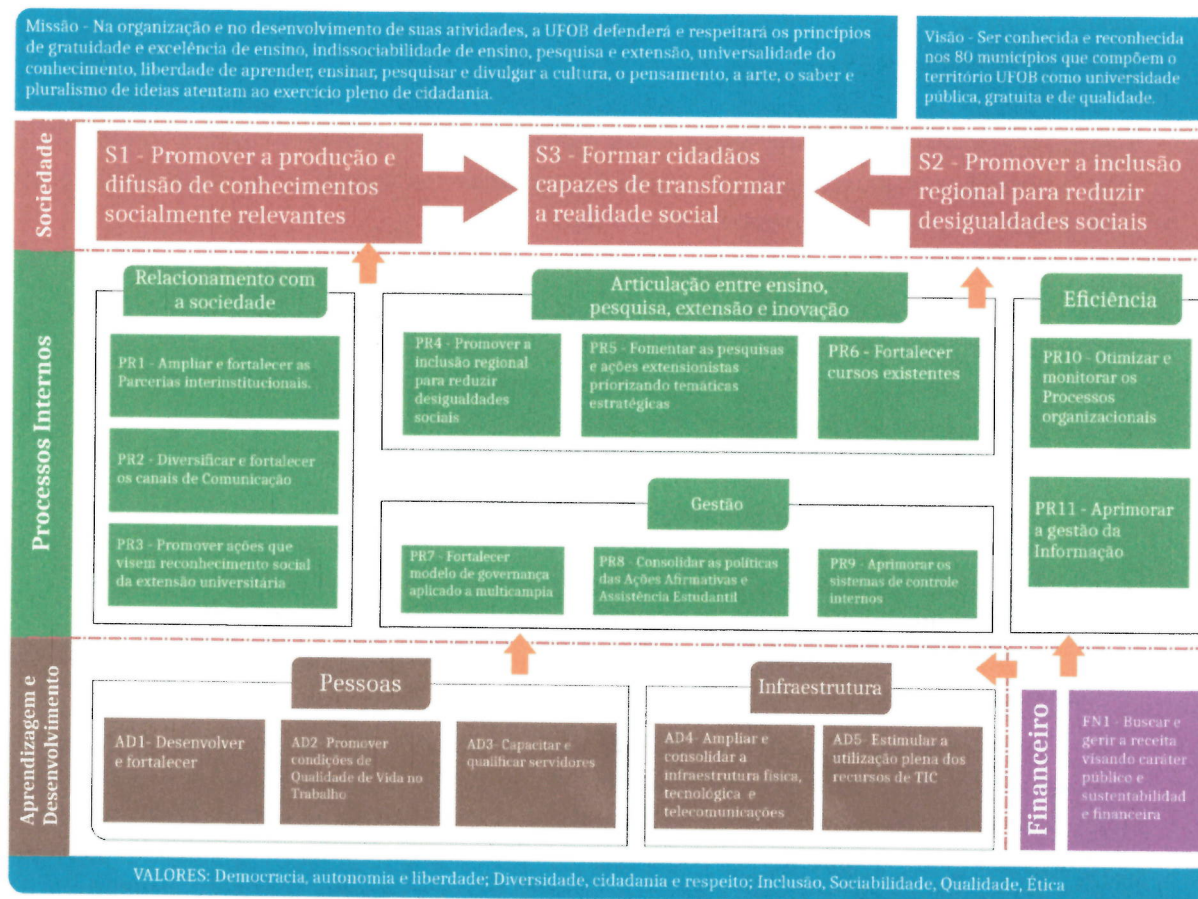 Missão - Na organização e no desenvolvimento de suas atividades, a UFOB defenderá e respeitará os princípios
de gratuidade e excelência de ensino, indissociabilidade de ensino, pesquisa e extensão, universalidade do
conhecimento, liberdade de aprender, ensinar, pesquisar e divulgar a cultura, o pensamento, a arte, o saber e
pluralismo de ideias atentam ao exercício pleno de cidadania.
Visão - Ser conhecida e reconhecida
nos 80 municípios que compõem o
território UFOB como universidade
pública, gratuita e de qualidade.
Sociedade
S1 - Promover a produção e
difusão de conhecimentos
socialmente relevantes
S3 - Formar cidadãos
capazes de transformar
a realidade social
S2 - Promover a inclusão
regional para reduzir
desigualdades sociais
Processos Internos
Relacionamento com
a sociedade
PR1 - Ampliar e fortalecer as
Parcerias interinstitucionais.
PR2 - Diversificar e fortalecer
os canais de Comunicação
PR3 - Promover ações que
visem reconhecimento social
da extensão universitária
Articulação entre ensino,
pesquisa, extensão e inovação
PR4 - Promover a
inclusão regional
para reduzir
desigualdades
sociais
PR5 - Fomentar as pesquisas
e ações extensionistas
priorizando temáticas
estratégicas
PR6 - Fortalecer
cursos existentes
Gestão
PR7 - Fortalecer
modelo de governança
aplicado a multicampia
PR8 - Consolidar as políticas
das Ações Afirmativas e
Assistência Estudantil
PR9 - Aprimorar os
sistemas de controle
internos
Eficiência
PR10 - Otimizar e
monitorar os
Processos
organizacionais
PR11 - Aprimorar
a gestão da
Informação
Aprendizagem e
Desenvolvimento
Pessoas
AD1- Desenvolver
e fortalecer
AD2- Promover
condições de
Qualidade de Vida no
Trabalho
AD3- Capacitar e
qualificar servidores
Infraestrutura
AD4- Ampliar e
consolidar a
infraestrutura física,
tecnológica e
telecomunicações
AD5- Estimular a
utilização plena dos
recursos de TIC
Financeiro
FN1 - Buscar e
gerir a receita
visando caráter
público e
sustentabilidad
e financeira
VALORES: Democracia, autonomia e liberdade; Diversidade, cidadania e respeito; Inclusão, Sociabilidade, Qualidade, Ética